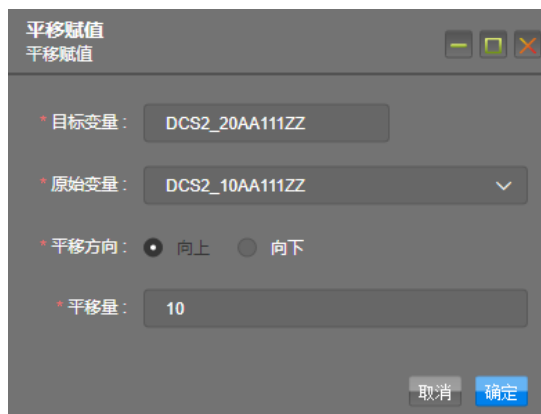 平移赋值
平移赋值
*目标变量: DCS2_20AA111ZZ
*原始变量: DCS2_10AA111ZZ
*平移方向: 向上 向下
*平移量: 10
取消 确定